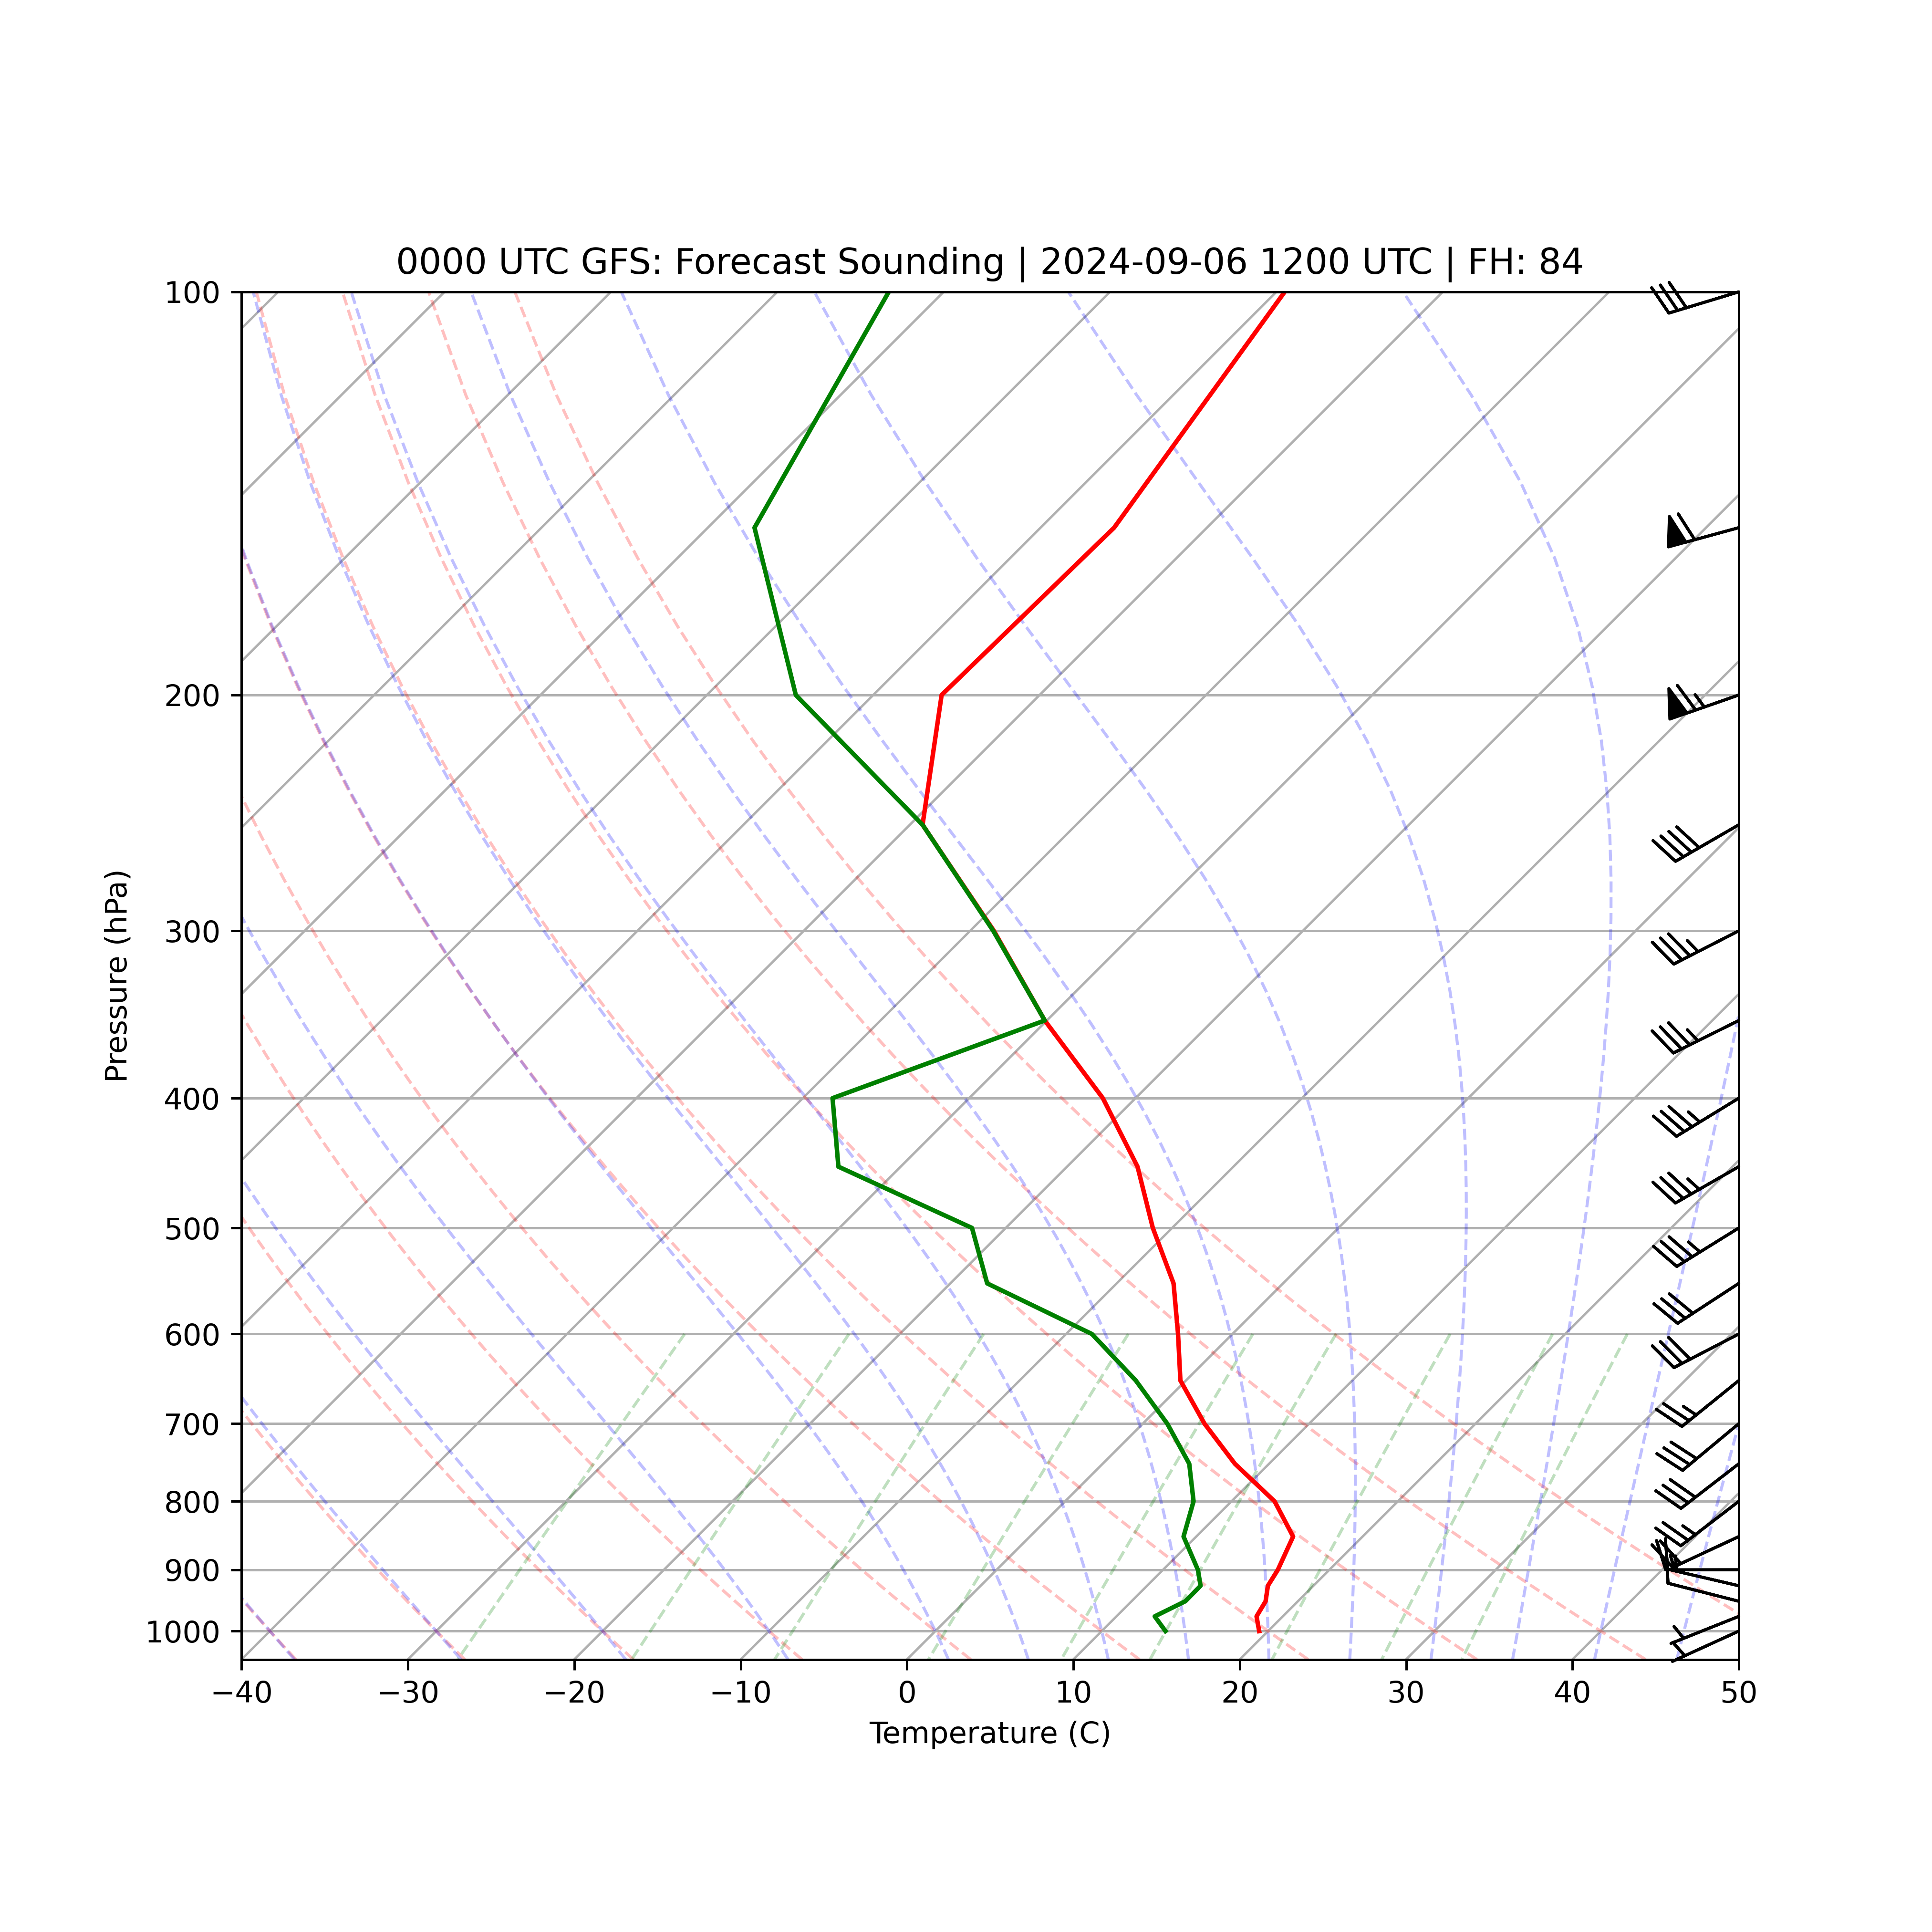 0000 UTC GFS: Forecast Sounding | 2024-09-06 1200 UTC | FH: 84
100
200
300
400
500
600
700
800
900
1000
Pressure (hPa)
−40 −30 −20 −10 0 10 20 30 40 50
Temperature (C)